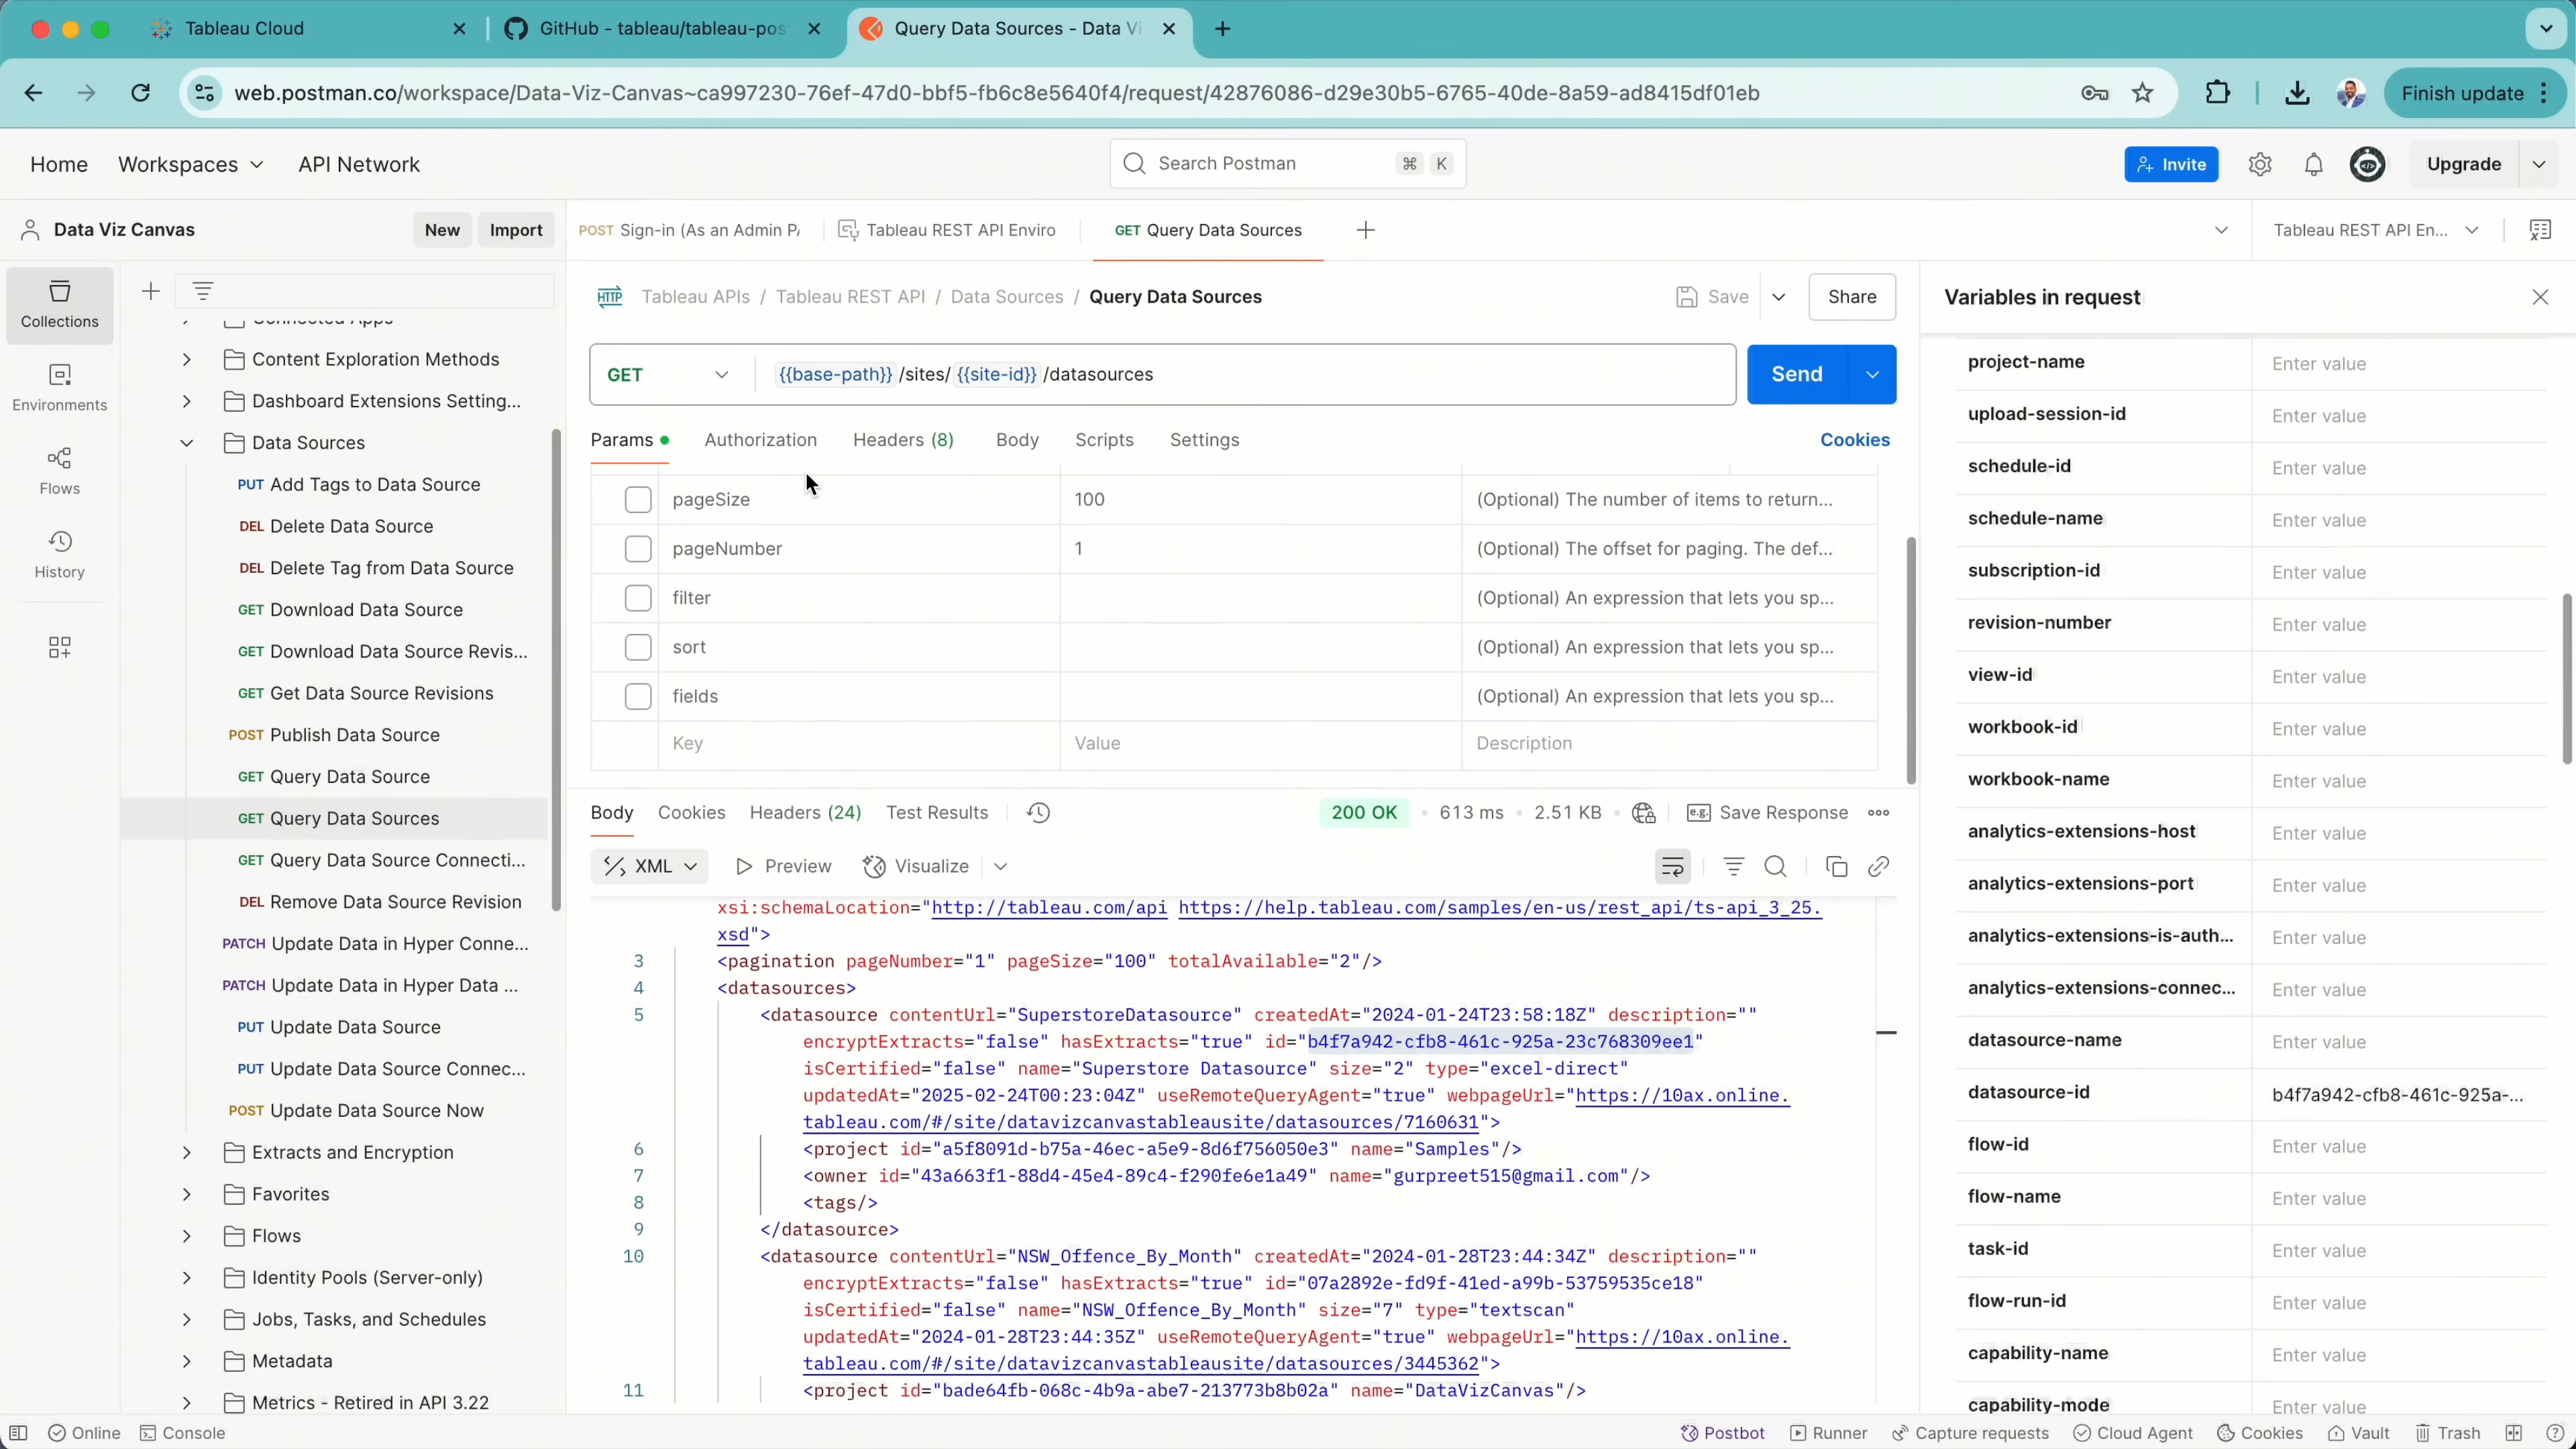 Tableau Cloud
GitHub - tableau/tableau-pos
Query Data Sources - Data Vi
web.postman.co/workspace/Data-Viz-Canvas~ca997230-76ef-47d0-bbf5-fb6c8e5640f4/request/42876086-d29e30b5-6765-40de-8a59-ad8415df01eb
Finish update
Home Workspaces API Network
Search Postman ⌘ K
Invite
Upgrade
Data Viz Canvas
New Import
POST Sign-in (As an Admin PA
Tableau REST API Enviro
GET Query Data Sources
Tableau REST API En...
Collections
Environments
Flows
History
Connected Apps
Content Exploration Methods
Dashboard Extensions Setting...
Data Sources
PUT Add Tags to Data Source
DEL Delete Data Source
DEL Delete Tag from Data Source
GET Download Data Source
GET Download Data Source Revis...
GET Get Data Source Revisions
POST Publish Data Source
GET Query Data Source
GET Query Data Sources
GET Query Data Source Connecti...
DEL Remove Data Source Revision
PATCH Update Data in Hyper Conne...
PATCH Update Data in Hyper Data ...
PUT Update Data Source
PUT Update Data Source Connec...
POST Update Data Source Now
Extracts and Encryption
Favorites
Flows
Identity Pools (Server-only)
Jobs, Tasks, and Schedules
Metadata
Metrics - Retired in API 3.22
HTTP Tableau APIs / Tableau REST API / Data Sources / Query Data Sources
Save Share
GET {{base-path}} /sites/ {{site-id}} /datasources
Send
Params Authorization Headers (8) Body Scripts Settings Cookies
pageSize 100 (Optional) The number of items to return...
pageNumber 1 (Optional) The offset for paging. The def...
filter (Optional) An expression that lets you sp...
sort (Optional) An expression that lets you sp...
fields (Optional) An expression that lets you sp...
Key Value Description
Body Cookies Headers (24) Test Results
200 OK • 613 ms • 2.51 KB
e.g. Save Response
XML Preview Visualize
xsi:schemaLocation="http://tableau.com/api https://help.tableau.com/samples/en-us/rest_api/ts-api_3_25.
xsd">
3 <pagination pageNumber="1" pageSize="100" totalAvailable="2"/>
4 <datasources>
5 <datasource contentUrl="SuperstoreDatasource" createdAt="2024-01-24T23:58:18Z" description=""
encryptExtracts="false" hasExtracts="true" id="b4f7a942-cfb8-461c-925a-23c768309ee1"
isCertified="false" name="Superstore Datasource" size="2" type="excel-direct"
updatedAt="2025-02-24T00:23:04Z" useRemoteQueryAgent="true" webpageUrl="https://10ax.online.
tableau.com/#/site/datavizcanvastableausite/datasources/7160631">
6 <project id="a5f8091d-b75a-46ec-a5e9-8d6f756050e3" name="Samples"/>
7 <owner id="43a663f1-88d4-45e4-89c4-f290fe6e1a49" name="gurpreet515@gmail.com"/>
8 <tags/>
9 </datasource>
10 <datasource contentUrl="NSW_Offence_By_Month" createdAt="2024-01-28T23:44:34Z" description=""
encryptExtracts="false" hasExtracts="true" id="07a2892e-fd9f-41ed-a99b-53759535ce18"
isCertified="false" name="NSW_Offence_By_Month" size="7" type="textscan"
updatedAt="2024-01-28T23:44:35Z" useRemoteQueryAgent="true" webpageUrl="https://10ax.online.
tableau.com/#/site/datavizcanvastableausite/datasources/3445362">
11 <project id="bade64fb-068c-4b9a-abe7-213773b8b02a" name="DataVizCanvas"/>
Variables in request
project-name Enter value
upload-session-id Enter value
schedule-id Enter value
schedule-name Enter value
subscription-id Enter value
revision-number Enter value
view-id Enter value
workbook-id Enter value
workbook-name Enter value
analytics-extensions-host Enter value
analytics-extensions-port Enter value
analytics-extensions-is-auth... Enter value
analytics-extensions-connec... Enter value
datasource-name Enter value
datasource-id b4f7a942-cfb8-461c-925a-...
flow-id Enter value
flow-name Enter value
task-id Enter value
flow-run-id Enter value
capability-name Enter value
capability-mode Enter value
Online Console
Postbot Runner Capture requests Cloud Agent Cookies Vault Trash